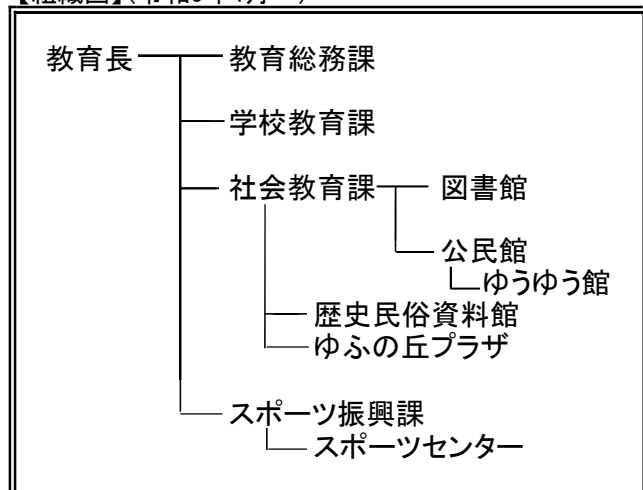 教育長 教育総務課
学校教育課
社会教育課 図書館
公民館
ゆうゆう館
歴史民俗資料館
ゆふの丘プラザ
スポーツ振興課
スポーツセンター